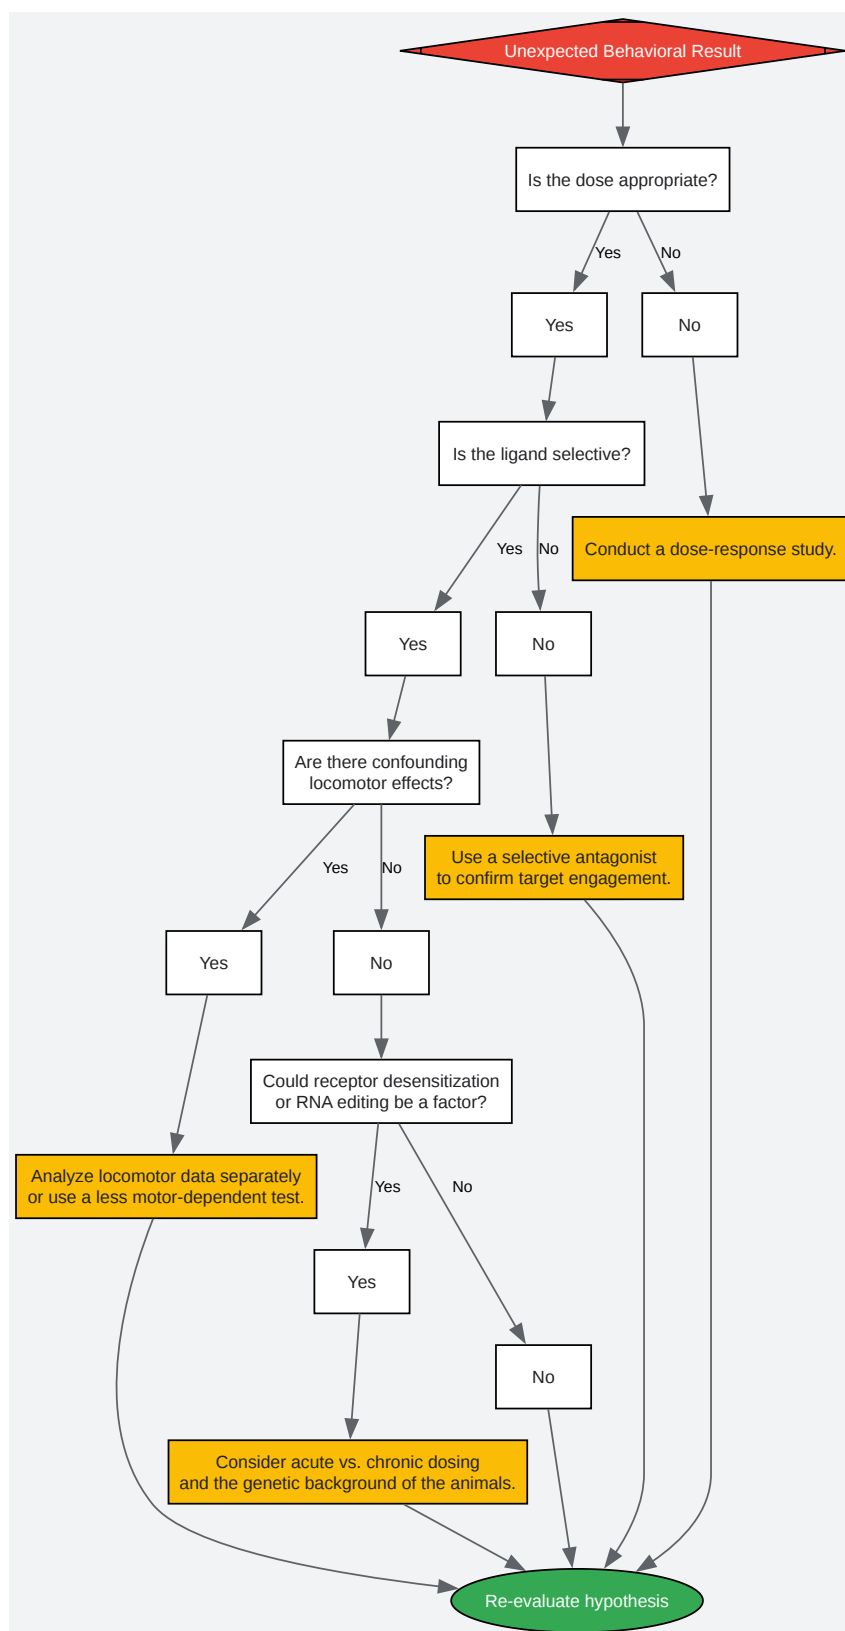 Unexpected Behavioral Result
Is the dose appropriate?
Yes
No
Yes
No
Is the ligand selective?
Yes
No
Conduct a dose-response study.
Yes
No
Are there confounding
locomotor effects?
Yes
No
Use a selective antagonist
to confirm target engagement.
Yes
No
Could receptor desensitization
or RNA editing be a factor?
Analyze locomotor data separately
or use a less motor-dependent test.
Yes
No
Yes
No
Consider acute vs. chronic dosing
and the genetic background of the animals.
Re-evaluate hypothesis